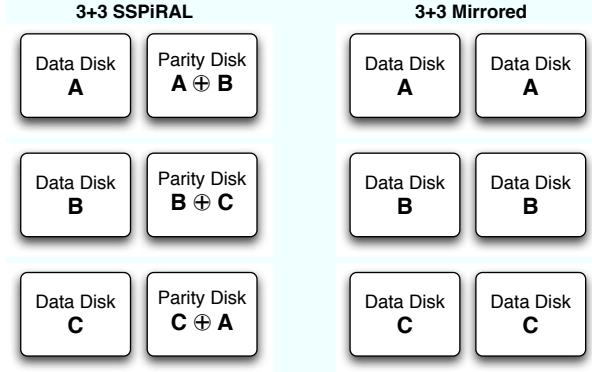 3+3 SSPiRAL
3+3 Mirrored
Data Disk
A
Parity Disk
A ⊕ B
Data Disk
A
Data Disk
A
Data Disk
B
Parity Disk
B ⊕ C
Data Disk
B
Data Disk
B
Data Disk
C
Parity Disk
C ⊕ A
Data Disk
C
Data Disk
C